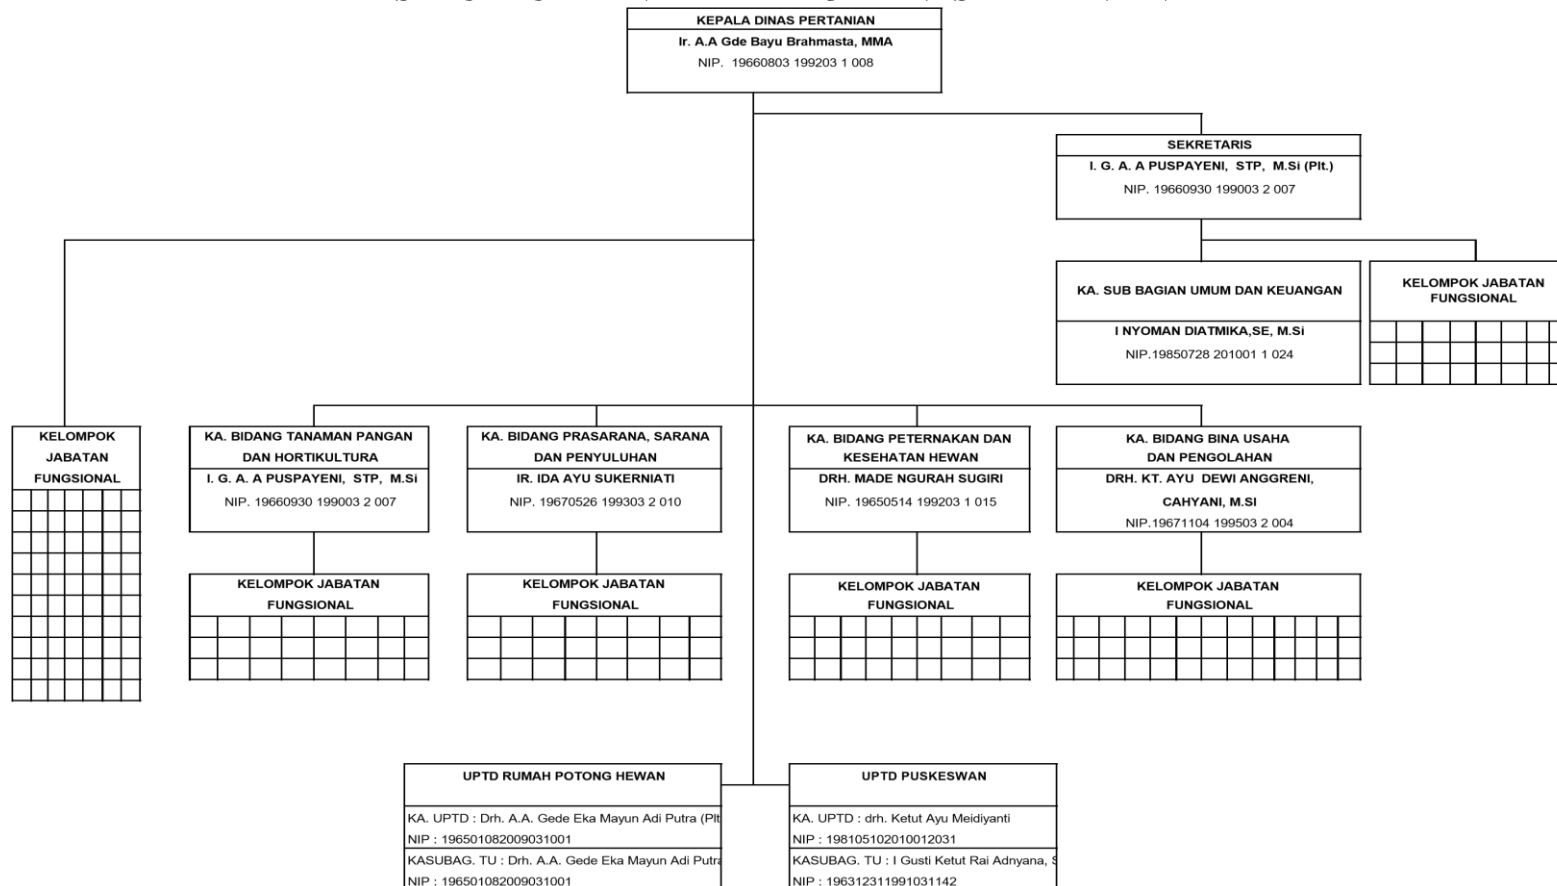 KEPALA DINAS PERTANIAN
Ir. A.A Gde Bayu Brahmasta, MMA
NIP. 19660803 199203 1 008
SEKRETARIS
I. G. A. A PUSPAYENI, STP, M.Si (Plt.)
NIP. 19660930 199003 2 007
KA. SUB BAGIAN UMUM DAN KEUANGAN
I NYOMAN DIATMIKA,SE, M.Si
NIP.19850728 201001 1 024
KELOMPOK JABATAN
FUNGSIONAL
KELOMPOK
JABATAN
FUNGSIONAL
KA. BIDANG TANAMAN PANGAN
DAN HORTIKULTURA
I. G. A. A PUSPAYENI, STP, M.Si
NIP. 19660930 199003 2 007
KELOMPOK JABATAN
FUNGSIONAL
KA. BIDANG PRASARANA, SARANA
DAN PENYULUHAN
IR. IDA AYU SUKERNIATI
NIP. 19670526 199303 2 010
KELOMPOK JABATAN
FUNGSIONAL
KA. BIDANG PETERNAKAN DAN
KESEHATAN HEWAN
DRH. MADE NGURAH SUGIRI
NIP. 19650514 199203 1 015
KELOMPOK JABATAN
FUNGSIONAL
KA. BIDANG BINA USAHA
DAN PENGOLAHAN
DRH. KT. AYU DEWI ANGGRENI,
CAHYANI, M.SI
NIP.19671104 199503 2 004
KELOMPOK JABATAN
FUNGSIONAL
UPTD RUMAH POTONG HEWAN
KA. UPTD : Drh. A.A. Gede Eka Mayun Adi Putra (Plt
NIP : 196501082009031001
KASUBAG. TU : Drh. A.A. Gede Eka Mayun Adi Putra
NIP : 196501082009031001
UPTD PUSKESWAN
KA. UPTD : drh. Ketut Ayu Meidiyanti
NIP : 198105102010012031
KASUBAG. TU : I Gusti Ketut Rai Adnyana, S
NIP : 196312311991031142